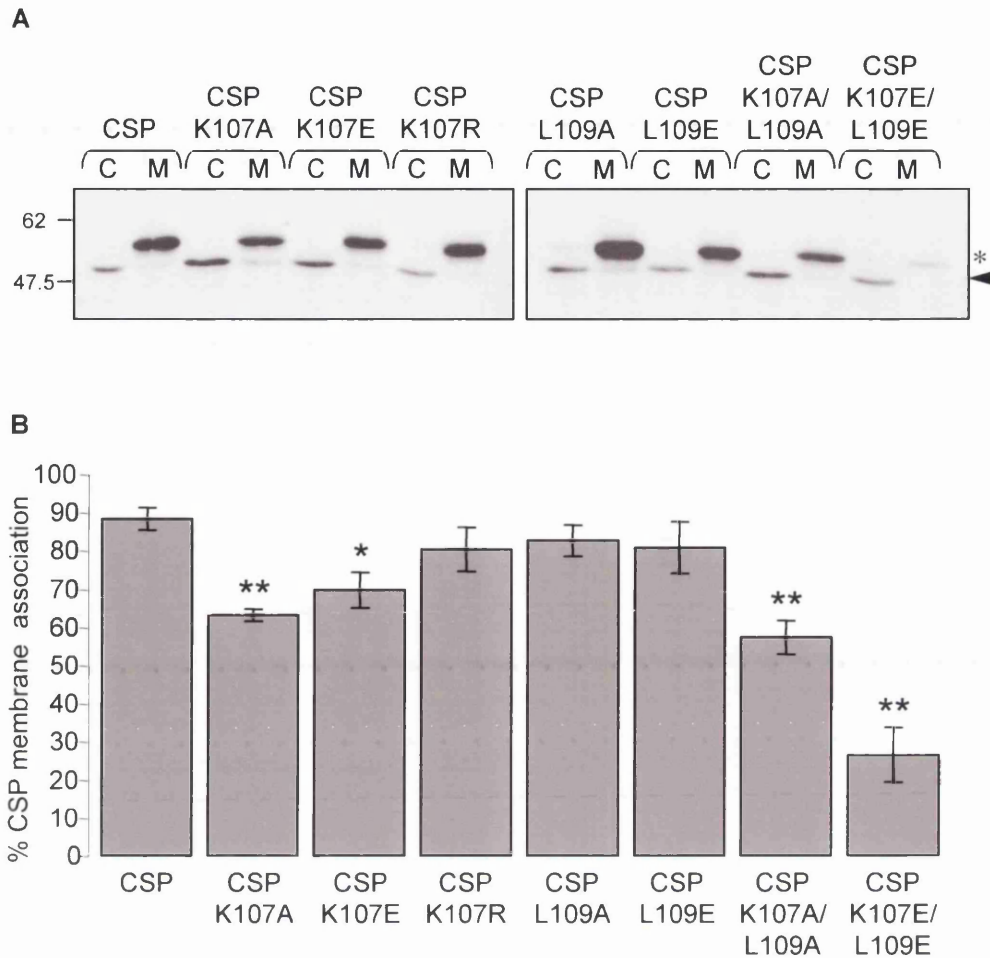 A
CSP
CSP K107A
CSP K107E
CSP K107R
CSP L109A
CSP L109E
CSP K107A/ L109A
CSP K107E/ L109E
C M C M C M C M C M C M C M C M
62
47.5
*
B
% CSP membrane association
100
90
80
70
60
50
40
30
20
10
0
**
*
**
**
CSP
CSP K107A
CSP K107E
CSP K107R
CSP L109A
CSP L109E
CSP K107A/ L109A
CSP K107E/ L109E